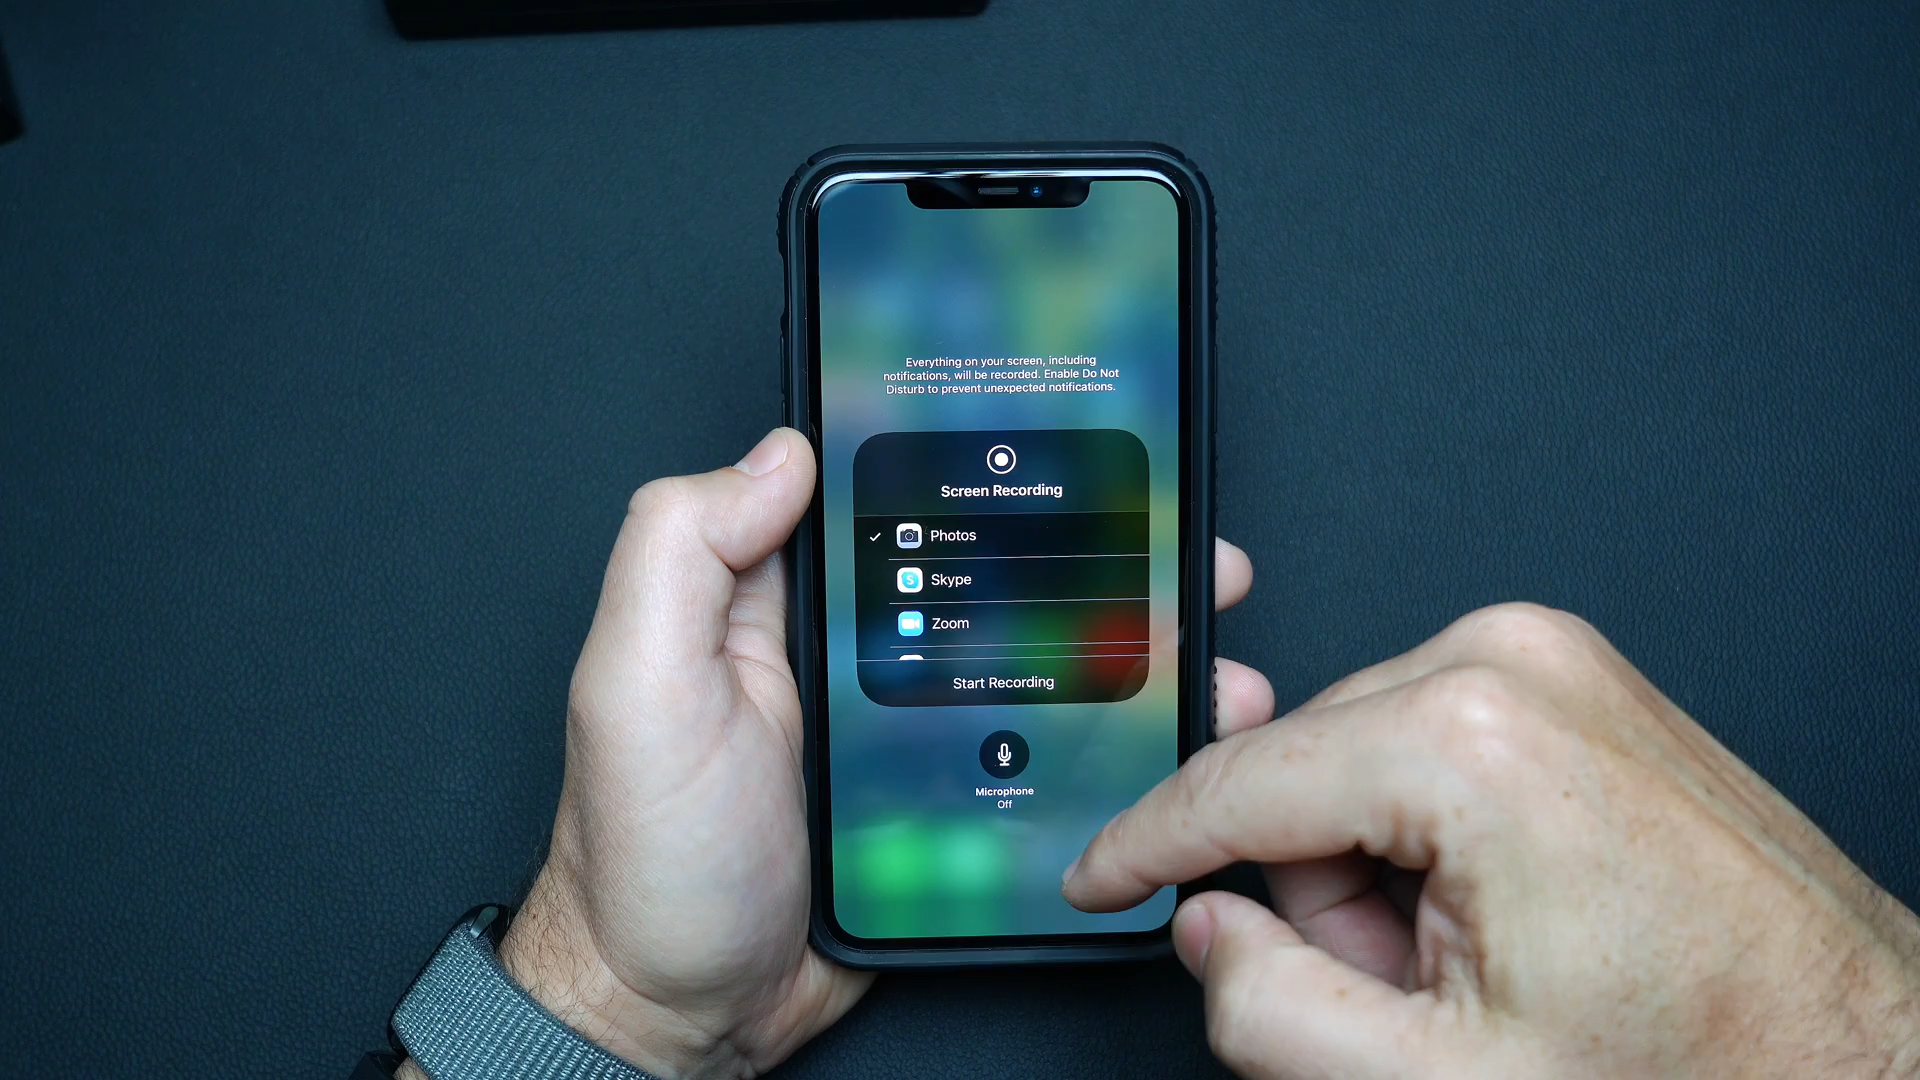 Everything on your screen, including
notifications, will be recorded. Enable Do Not
Disturb to prevent unexpected notifications.
Screen Recording
Photos
S
Skype
Zoom
Start Recording
Microphone
Off